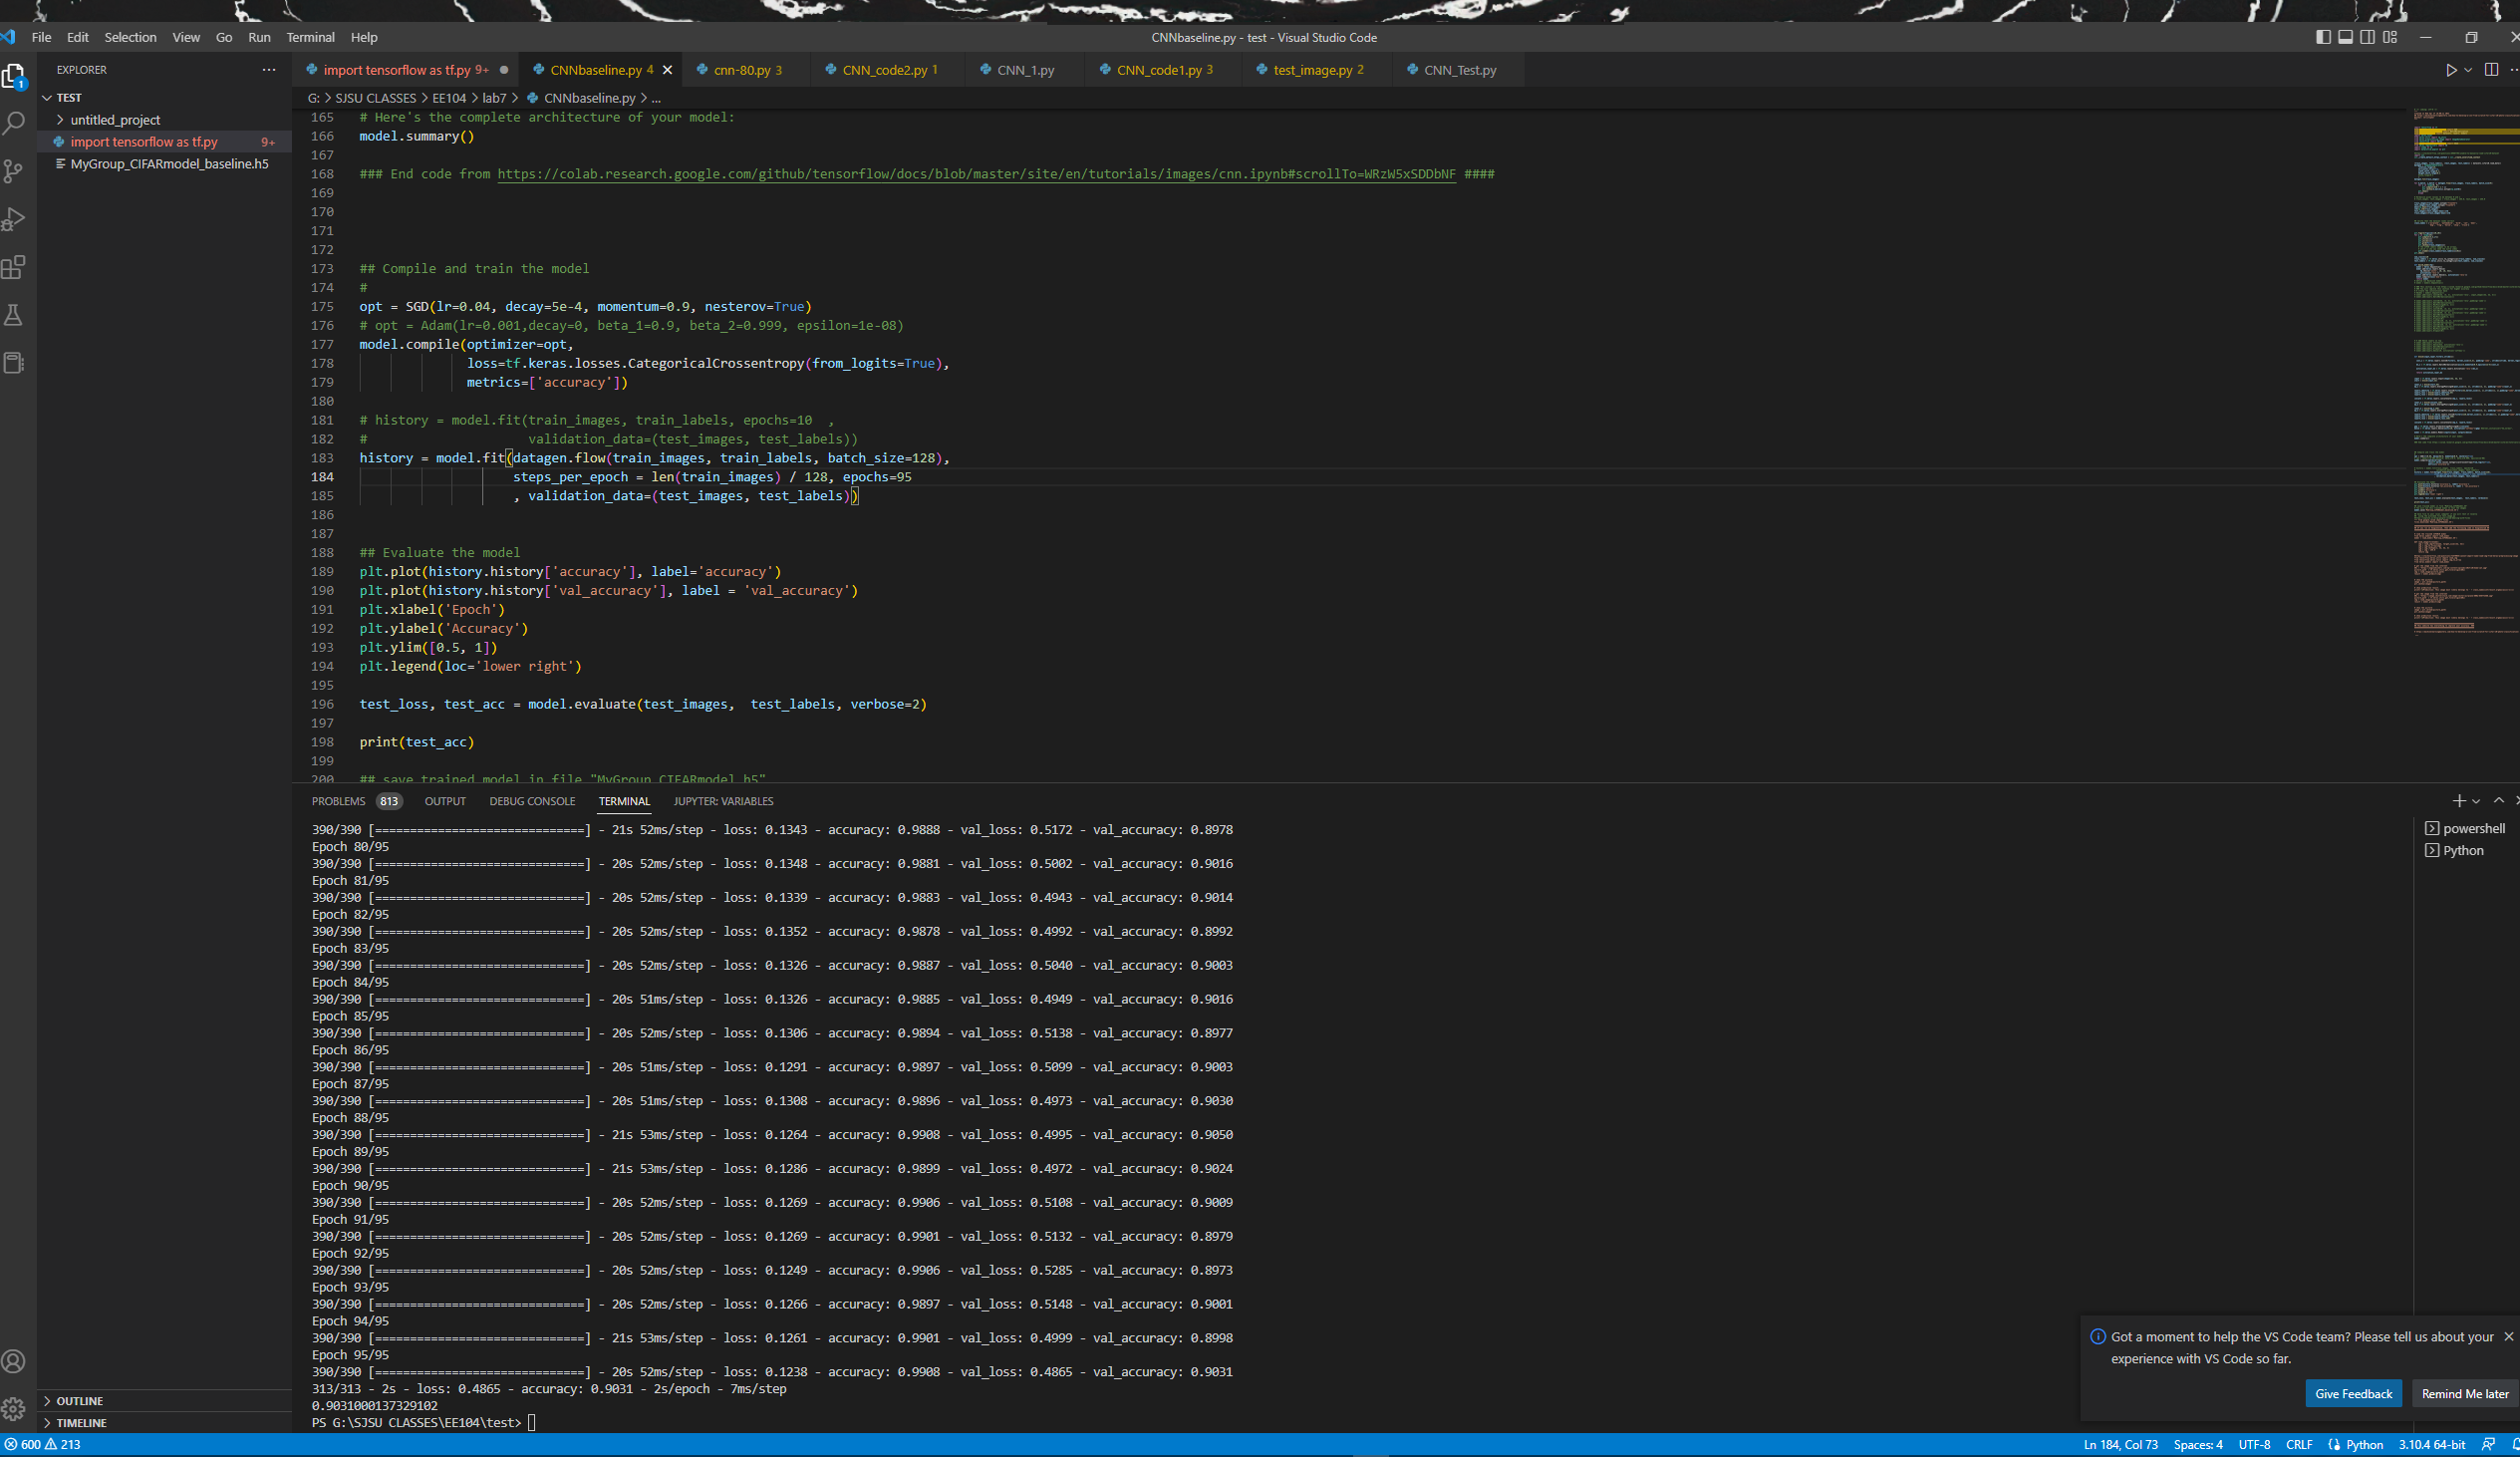 File Edit Selection View Go Run Terminal Help
CNNbaseline.py - test - Visual Studio Code
EXPLORER
TEST
untitled_project
import tensorflow as tf.py 9+
MyGroup_CIFARmodel_baseline.h5
OUTLINE
TIMELINE
import tensorflow as tf.py 9+
CNNbaseline.py 4
cnn-80.py 3
CNN_code2.py 1
CNN_1.py
CNN_code1.py 3
test_image.py 2
CNN_Test.py
G: > SJSU CLASSES > EE104 > lab7 > CNNbaseline.py > ...
165 # Here's the complete architecture of your model:
166 model.summary()
167
168 ### End code from https://colab.research.google.com/github/tensorflow/docs/blob/master/site/en/tutorials/images/cnn.ipynb#scrollTo=WRzW5xSDDbNF ####
169
170
171
172
173 ## Compile and train the model
174 #
175 opt = SGD(lr=0.04, decay=5e-4, momentum=0.9, nesterov=True)
176 # opt = Adam(lr=0.001,decay=0, beta_1=0.9, beta_2=0.999, epsilon=1e-08)
177 model.compile(optimizer=opt,
178 loss=tf.keras.losses.CategoricalCrossentropy(from_logits=True),
179 metrics=['accuracy'])
180
181 # history = model.fit(train_images, train_labels, epochs=10 ,
182 # validation_data=(test_images, test_labels))
183 history = model.fit(datagen.flow(train_images, train_labels, batch_size=128),
184 steps_per_epoch = len(train_images) / 128, epochs=95
185 , validation_data=(test_images, test_labels))
186
187
188 ## Evaluate the model
189 plt.plot(history.history['accuracy'], label='accuracy')
190 plt.plot(history.history['val_accuracy'], label = 'val_accuracy')
191 plt.xlabel('Epoch')
192 plt.ylabel('Accuracy')
193 plt.ylim([0.5, 1])
194 plt.legend(loc='lower right')
195
196 test_loss, test_acc = model.evaluate(test_images, test_labels, verbose=2)
197
198 print(test_acc)
199
200 ## save trained model in file "MyGroup_CIFARmodel.h5"
PROBLEMS 813 OUTPUT DEBUG CONSOLE TERMINAL JUPYTER: VARIABLES
390/390 [==============================] - 21s 52ms/step - loss: 0.1343 - accuracy: 0.9888 - val_loss: 0.5172 - val_accuracy: 0.8978
Epoch 80/95
390/390 [==============================] - 20s 52ms/step - loss: 0.1348 - accuracy: 0.9881 - val_loss: 0.5002 - val_accuracy: 0.9016
Epoch 81/95
390/390 [==============================] - 20s 52ms/step - loss: 0.1339 - accuracy: 0.9883 - val_loss: 0.4943 - val_accuracy: 0.9014
Epoch 82/95
390/390 [==============================] - 20s 52ms/step - loss: 0.1352 - accuracy: 0.9878 - val_loss: 0.4992 - val_accuracy: 0.8992
Epoch 83/95
390/390 [==============================] - 20s 52ms/step - loss: 0.1326 - accuracy: 0.9887 - val_loss: 0.5040 - val_accuracy: 0.9003
Epoch 84/95
390/390 [==============================] - 20s 51ms/step - loss: 0.1326 - accuracy: 0.9885 - val_loss: 0.4949 - val_accuracy: 0.9016
Epoch 85/95
390/390 [==============================] - 20s 52ms/step - loss: 0.1306 - accuracy: 0.9894 - val_loss: 0.5138 - val_accuracy: 0.8977
Epoch 86/95
390/390 [==============================] - 20s 51ms/step - loss: 0.1291 - accuracy: 0.9897 - val_loss: 0.5099 - val_accuracy: 0.9003
Epoch 87/95
390/390 [==============================] - 20s 51ms/step - loss: 0.1308 - accuracy: 0.9896 - val_loss: 0.4973 - val_accuracy: 0.9030
Epoch 88/95
390/390 [==============================] - 21s 53ms/step - loss: 0.1264 - accuracy: 0.9908 - val_loss: 0.4995 - val_accuracy: 0.9050
Epoch 89/95
390/390 [==============================] - 21s 53ms/step - loss: 0.1286 - accuracy: 0.9899 - val_loss: 0.4972 - val_accuracy: 0.9024
Epoch 90/95
390/390 [==============================] - 20s 52ms/step - loss: 0.1269 - accuracy: 0.9906 - val_loss: 0.5108 - val_accuracy: 0.9009
Epoch 91/95
390/390 [==============================] - 20s 52ms/step - loss: 0.1269 - accuracy: 0.9901 - val_loss: 0.5132 - val_accuracy: 0.8979
Epoch 92/95
390/390 [==============================] - 20s 52ms/step - loss: 0.1249 - accuracy: 0.9906 - val_loss: 0.5285 - val_accuracy: 0.8973
Epoch 93/95
390/390 [==============================] - 20s 52ms/step - loss: 0.1266 - accuracy: 0.9897 - val_loss: 0.5148 - val_accuracy: 0.9001
Epoch 94/95
390/390 [==============================] - 21s 53ms/step - loss: 0.1261 - accuracy: 0.9901 - val_loss: 0.4999 - val_accuracy: 0.8998
Epoch 95/95
390/390 [==============================] - 20s 52ms/step - loss: 0.1238 - accuracy: 0.9908 - val_loss: 0.4865 - val_accuracy: 0.9031
313/313 - 2s - loss: 0.4865 - accuracy: 0.9031 - 2s/epoch - 7ms/step
0.9031000137329102
PS G:\SJSU CLASSES\EE104\test>
powershell
Python
Got a moment to help the VS Code team? Please tell us about your
experience with VS Code so far.
Give Feedback
Remind Me later
600 213
Ln 184, Col 73 Spaces: 4 UTF-8 CRLF Python 3.10.4 64-bit